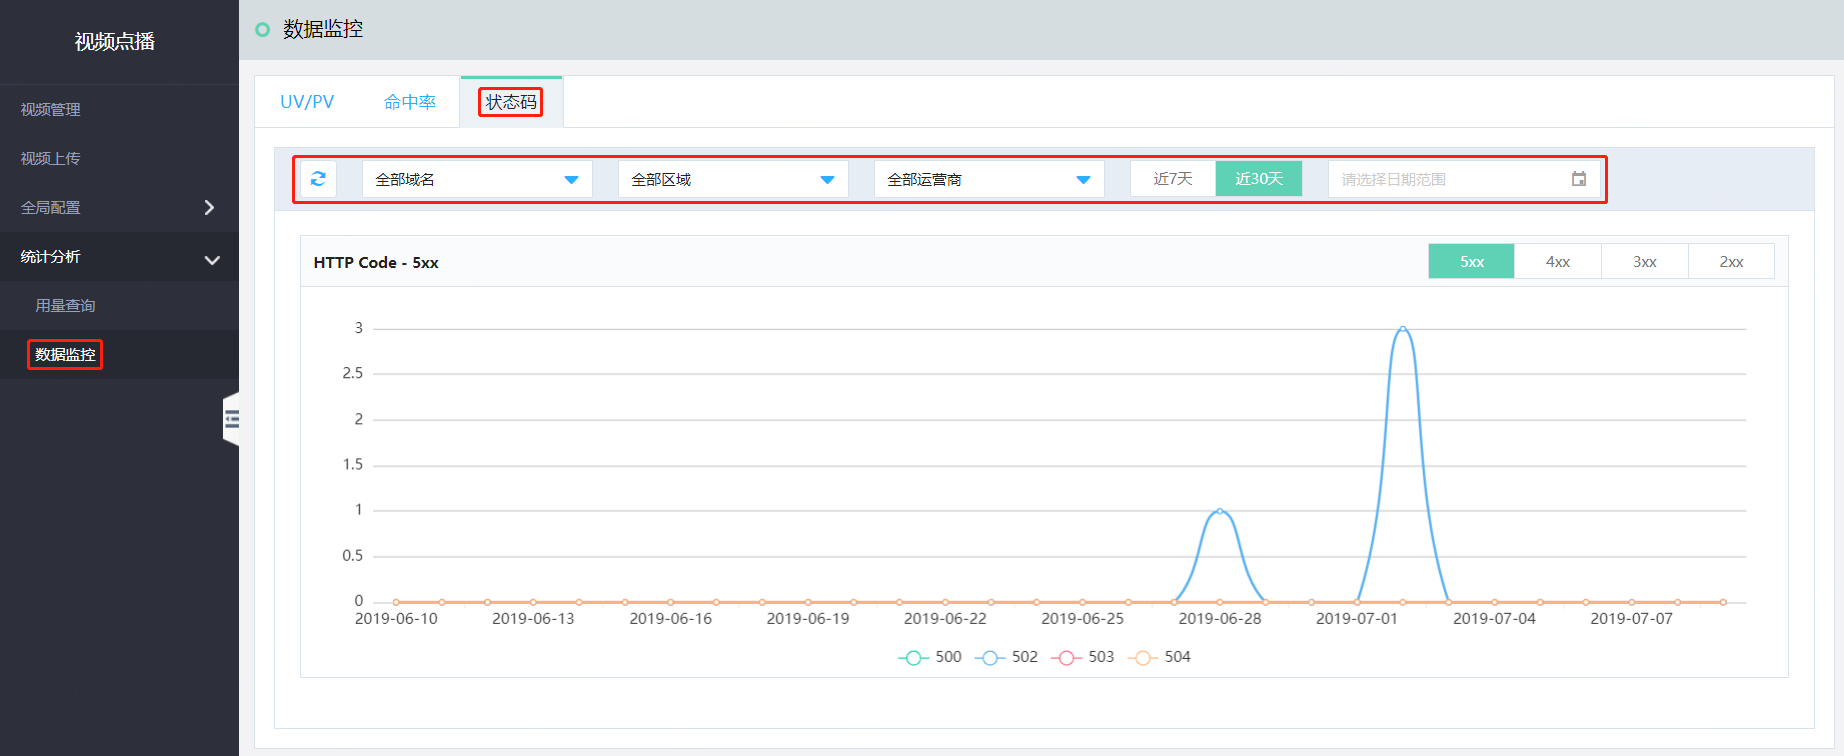 视频点播
视频管理
视频上传
全局配置
统计分析
用量查询
数据监控
数据监控
UV/PV 命中率 状态码
全部域名 全部区域 全部运营商 近7天 近30天 请选择日期范围
HTTP Code - 5xx 5xx 4xx 3xx 2xx
3
2.5
2
1.5
1
0.5
0
2019-06-10 2019-06-13 2019-06-16 2019-06-19 2019-06-22 2019-06-25 2019-06-28 2019-07-01 2019-07-04 2019-07-07
500 502 503 504